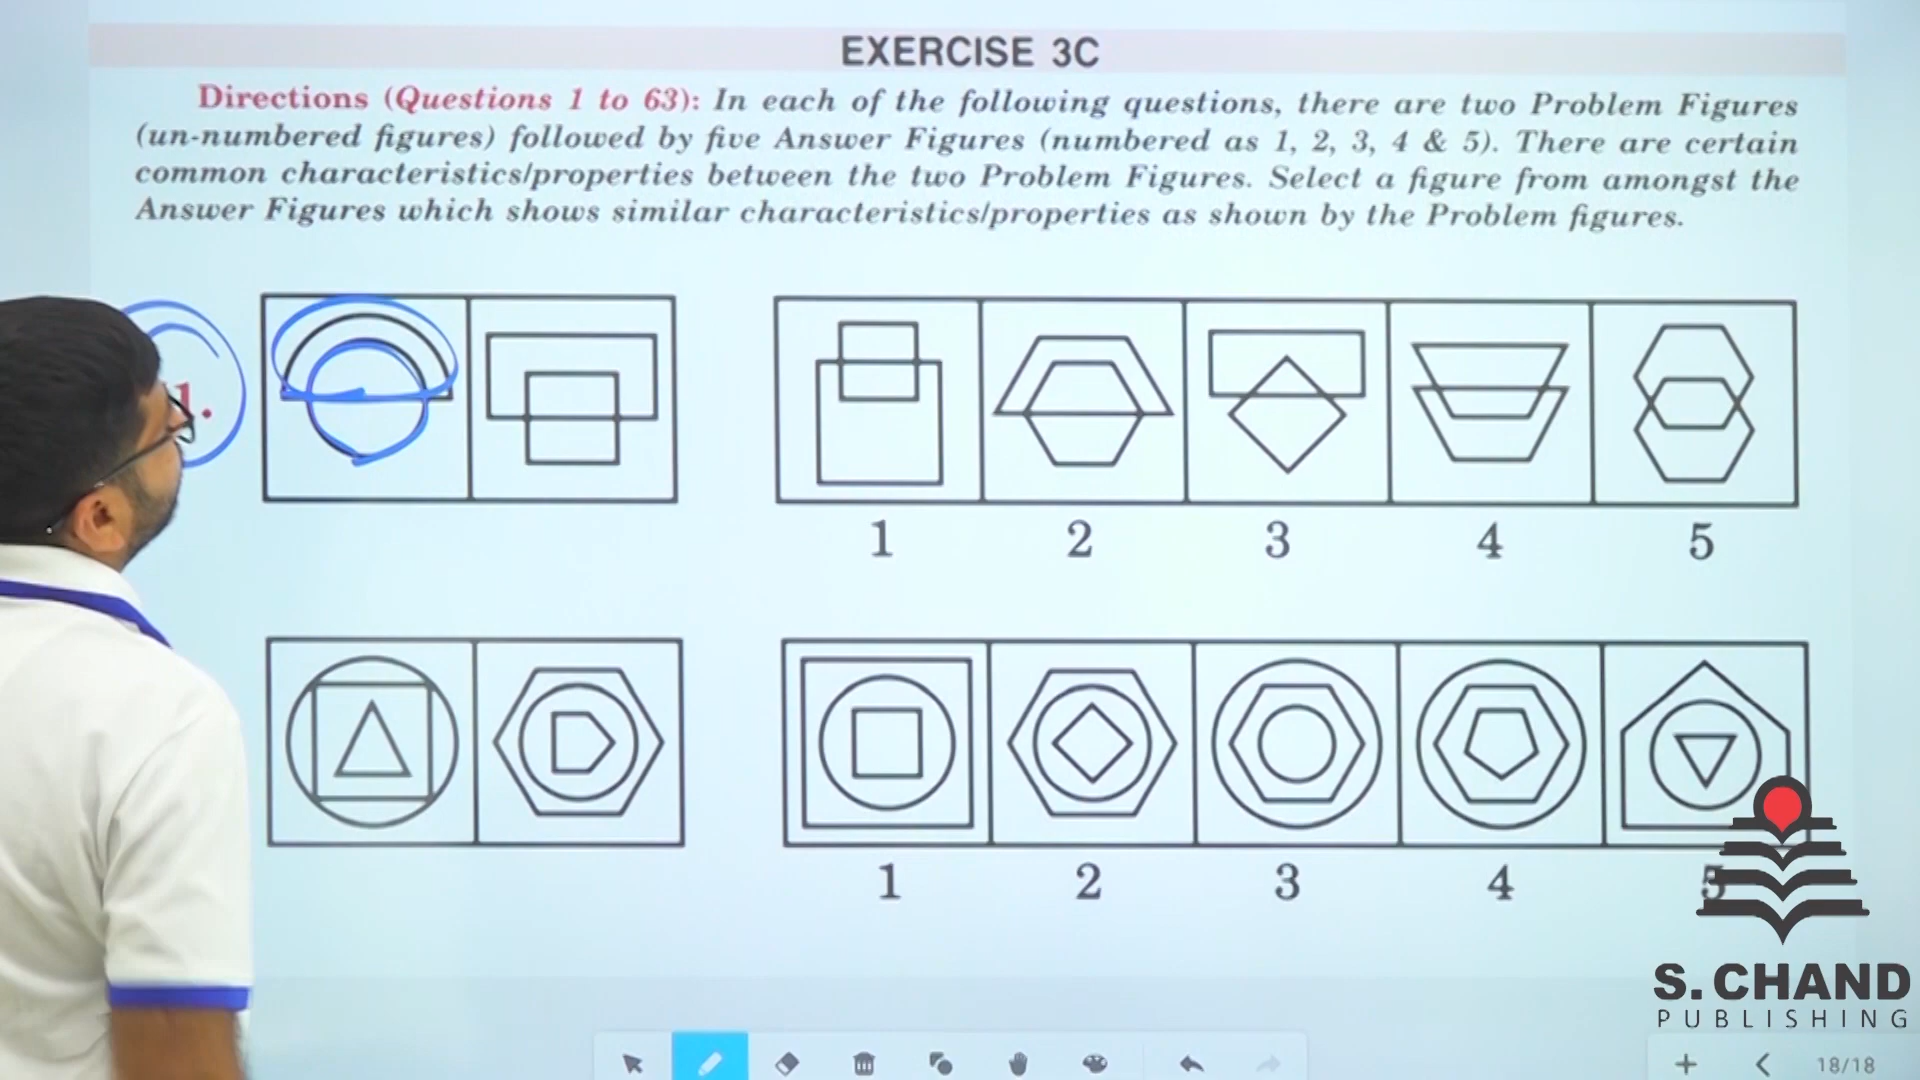 EXERCISE 3C
Directions (Questions 1 to 63): In each of the following questions, there are two Problem Figures
(un-numbered figures) followed by five Answer Figures (numbered as 1, 2, 3, 4 & 5). There are certain
common characteristics/properties between the two Problem Figures. Select a figure from amongst the
Answer Figures which shows similar characteristics/properties as shown by the Problem figures.
1.
1 2 3 4 5
1 2 3 4 5
S. CHAND
PUBLISHING
18/18